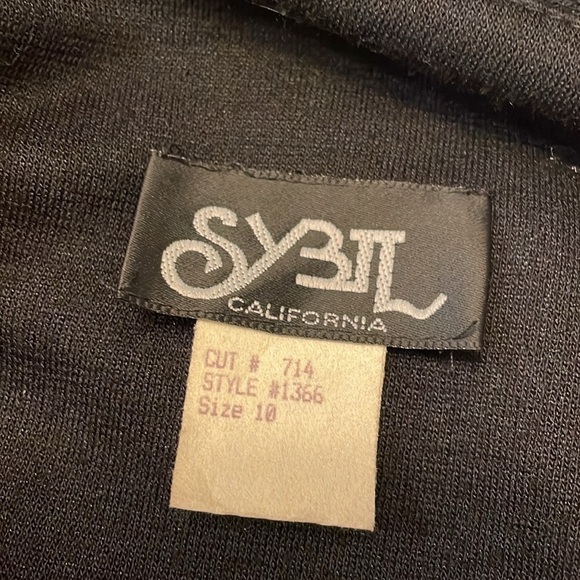 SYBIL
CALIFORNIA
CUT # 714
STYLE #1366
Size 10